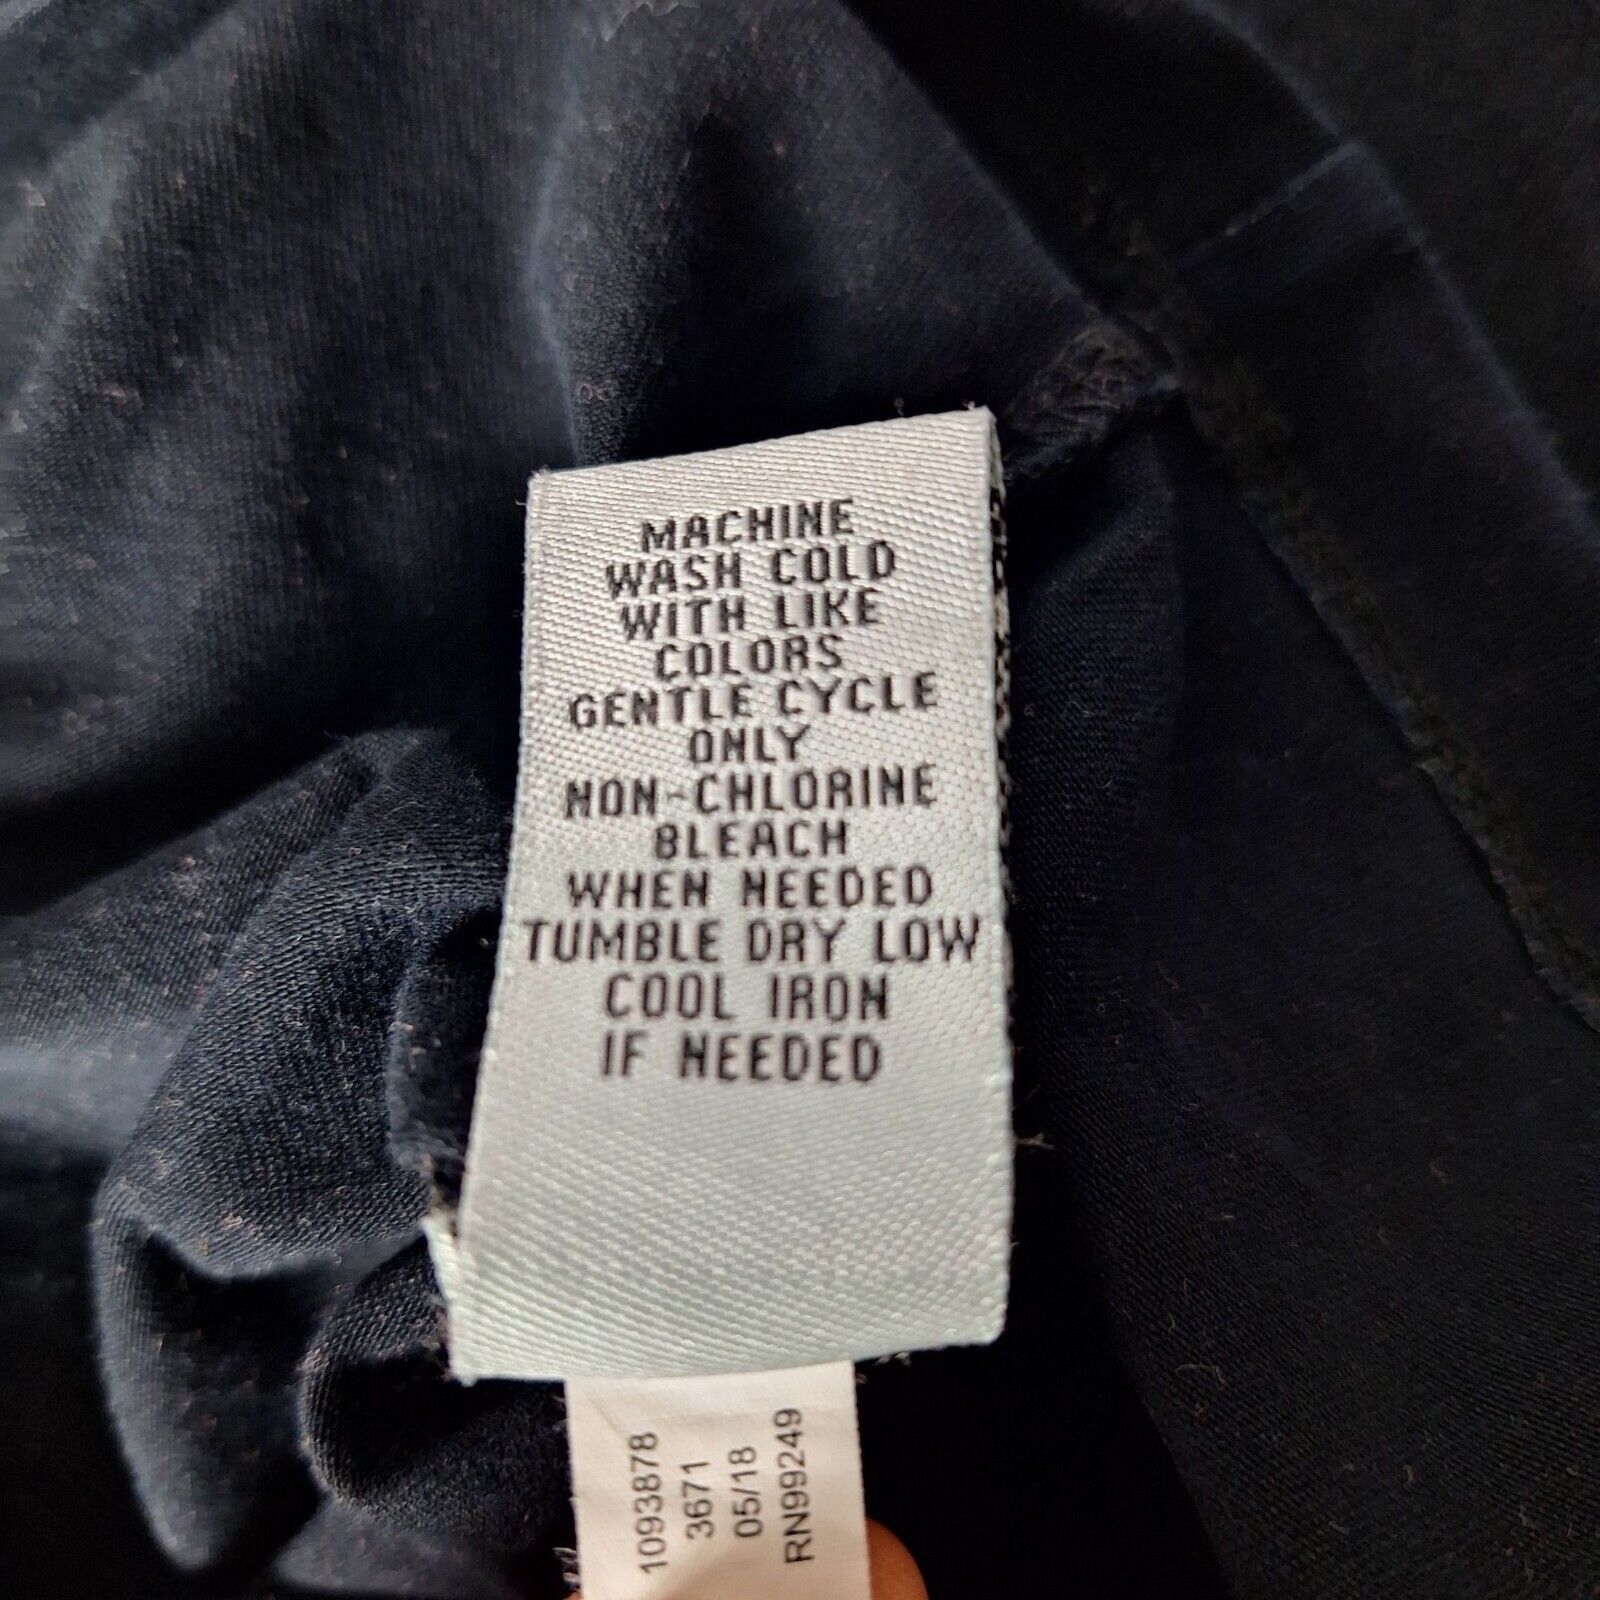 MACHINE
WASH COLD
WITH LIKE
COLORS
GENTLE CYCLE
ONLY
NON-CHLORINE
BLEACH
WHEN NEEDED
TUMBLE DRY LOW
COOL IRON
IF NEEDED
1093878
3671
05/18
RN99249